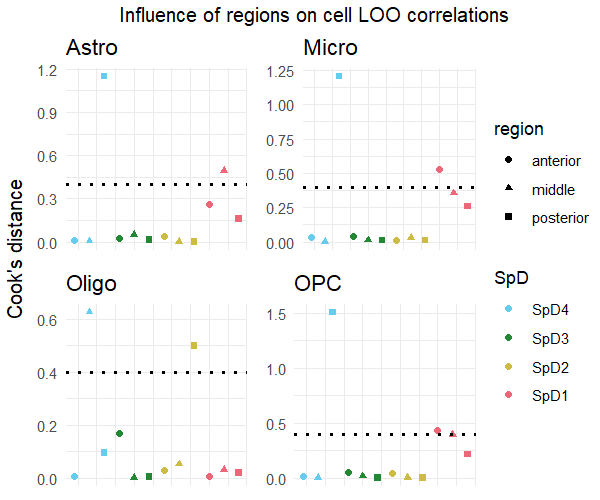 Influence of regions on cell LOO correlations
Astro
Micro
1.2
0.9
0.6
0.3
0.0
1.25
1.00
0.75
0.50
0.25
0.00
Cook's distance
Oligo
OPC
0.6
0.4
0.2
0.0
1.5
1.0
0.5
0.0
region
anterior
middle
posterior
SpD
SpD4
SpD3
SpD2
SpD1